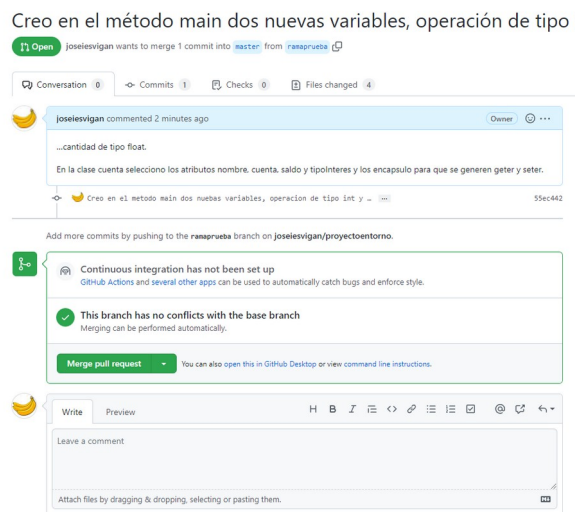 Creo en el método main dos nuevas variables, operación de tipo
Open joseiesvigan wants to merge 1 commit into master from ramaprueba
Conversation 0 Commits 1 Checks 0 Files changed 4
joseiesvigan commented 2 minutes ago Owner
...cantidad de tipo float.
En la clase cuenta selecciono los atributos nombre, cuenta, saldo y tipoInteres y los encapsulo para que se generen geter y seter.
Creo en el metodo main dos nuebas variables, operacion de tipo int y … ... 55ec442
Add more commits by pushing to the ramaprueba branch on joseiesvigan/proyectoentorno.
Continuous integration has not been set up
GitHub Actions and several other apps can be used to automatically catch bugs and enforce style.
This branch has no conflicts with the base branch
Merging can be performed automatically.
Merge pull request You can also open this in GitHub Desktop or view command line instructions.
Write Preview H B I
Leave a comment
Attach files by dragging & dropping, selecting or pasting them.